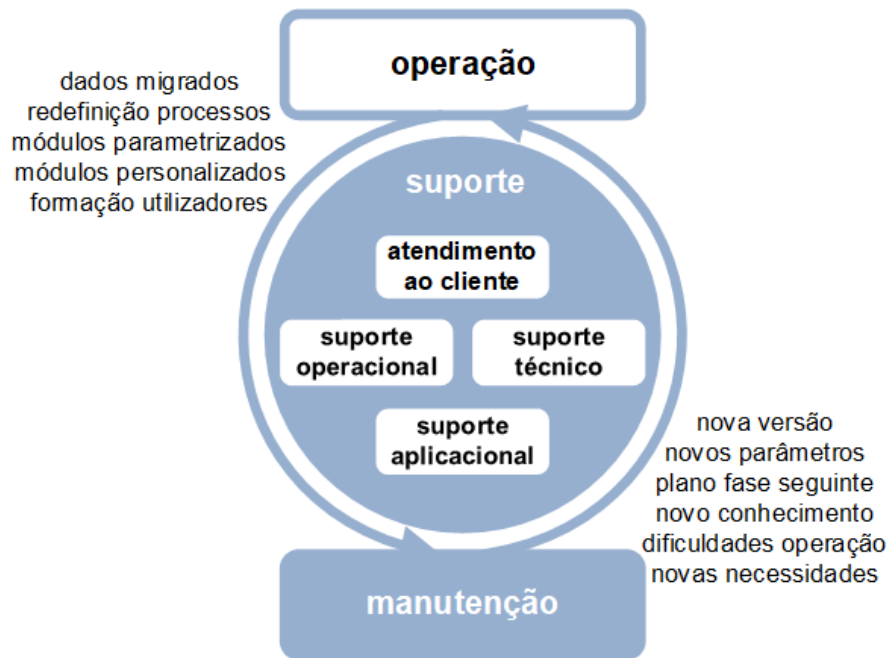 operação
dados migrados
redefinição processos
módulos parametrizados
módulos personalizados
formação utilizadores
suporte
atendimento
ao cliente
suporte
operacional
suporte
técnico
suporte
aplicacional
nova versão
novos parâmetros
plano fase seguinte
novo conhecimento
dificuldades operação
novas necessidades
manutenção